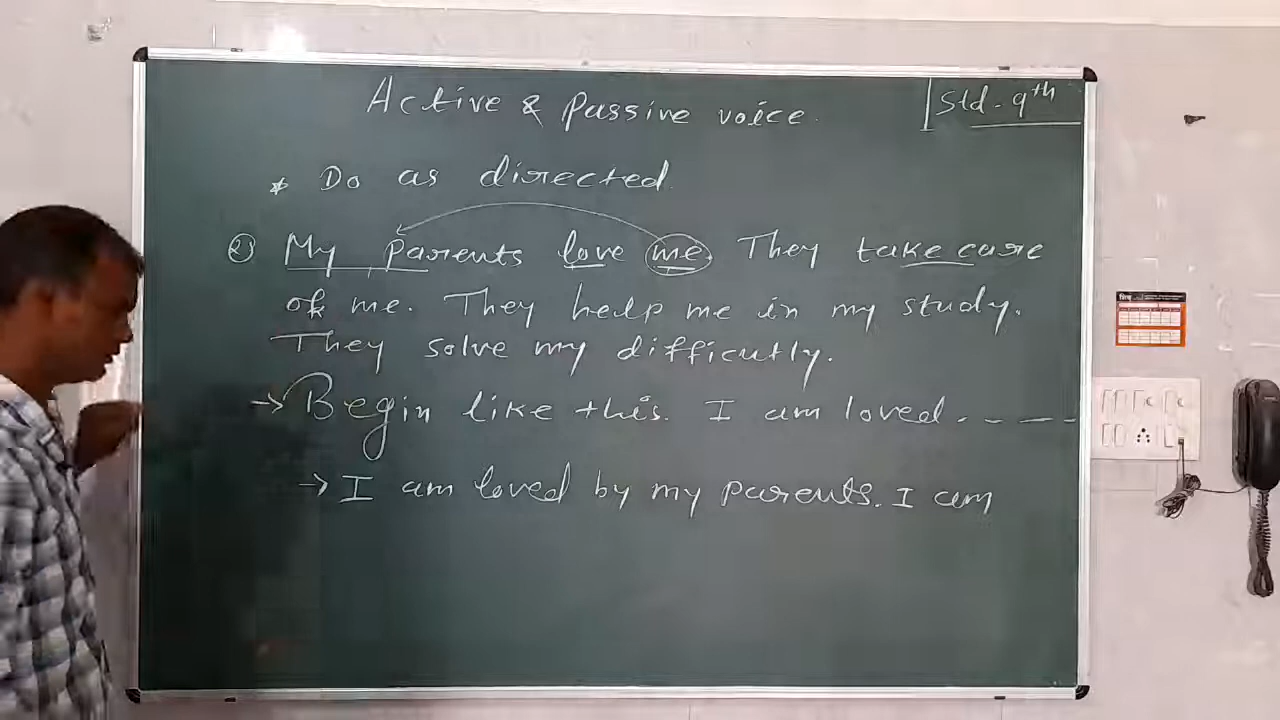 Active & Passive voice.
Std. 9th
* Do as directed.
2) My Parents love me. They take care
of me. They help me in my study.
They solve my difficulty.
→ Begin like this. I am loved. - - -
→ I am loved by my parents. I am